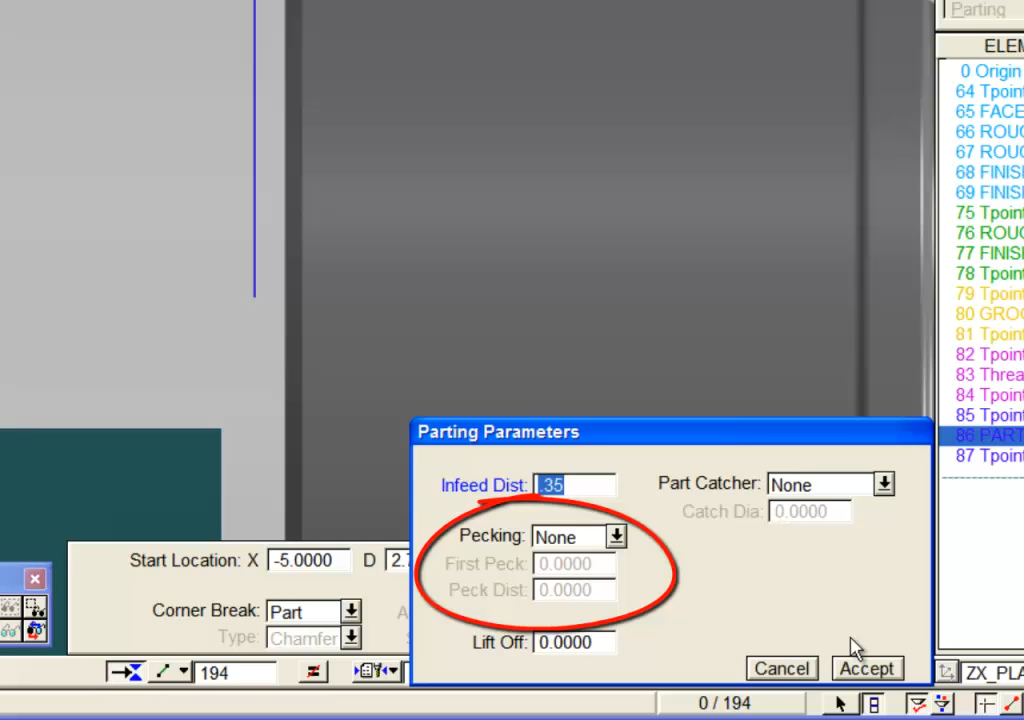 Parting
ELEM
0 Origin
64 Tpoint
65 FACE
66 ROUG
67 ROUG
68 FINIS
69 FINIS
75 Tpoint
76 ROUG
77 FINIS
78 Tpoint
79 Tpoint
80 GROO
81 Tpoint
82 Tpoint
83 Threa
84 Tpoint
85 Tpoint
86 PART
87 Tpoint
Parting Parameters
Infeed Dist: .35
Part Catcher: None
Catch Dia: 0.0000
Pecking: None
First Peck: 0.0000
Peck Dist: 0.0000
Lift Off: 0.0000
Cancel Accept
Start Location: X -5.0000 D 2.7
Corner Break: Part
Type: Chamfer
194
ZX_PLA
0 / 194